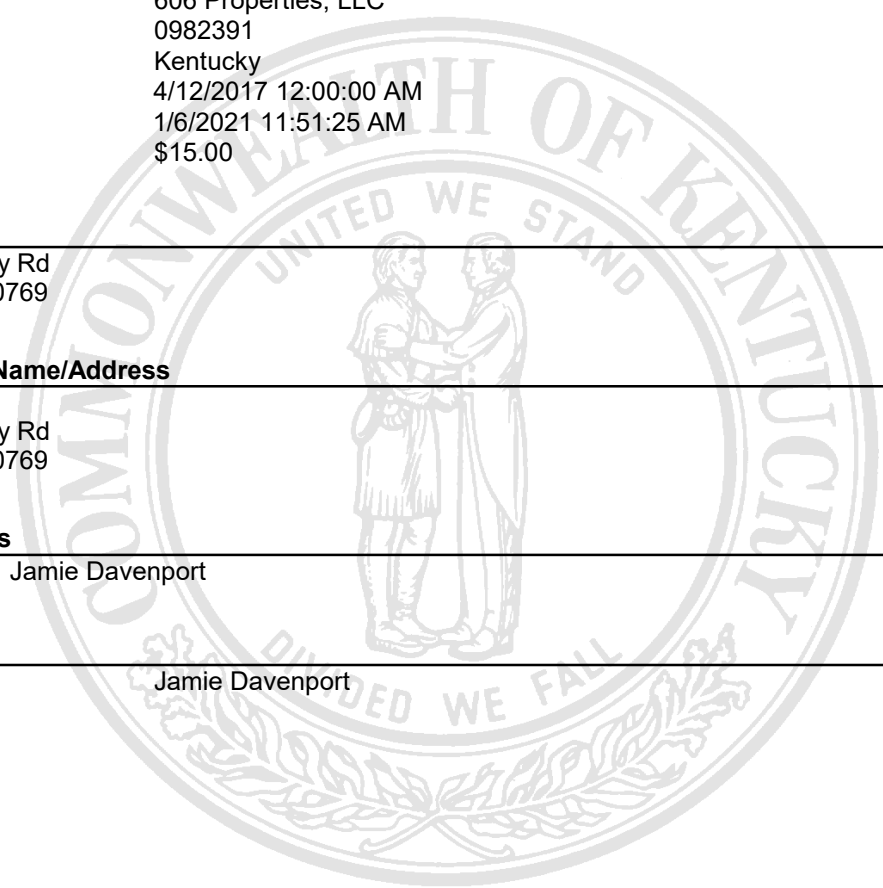 606 Properties, LLC
0982391
Kentucky
4/12/2017 12:00:00 AM
1/6/2021 11:51:25 AM
$15.00
COMMONWEALTH OF KENTUCKY
UNITED WE STAND
y Rd
0769
Name/Address
y Rd
0769
s
Jamie Davenport
Jamie Davenport
DIVIDED WE FALL